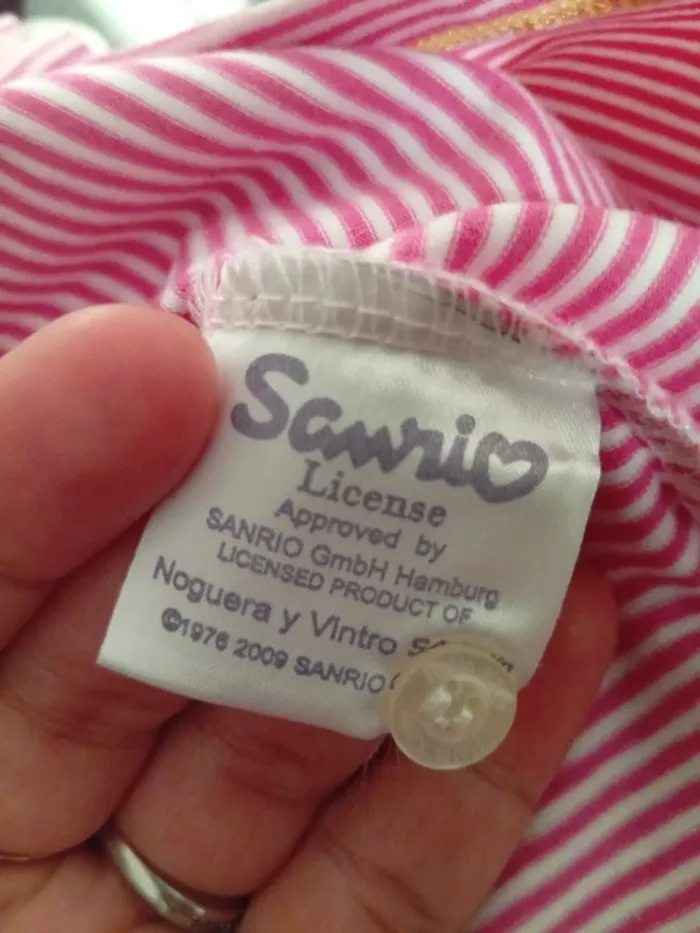 Sanrio
License
Approved by
SANRIO GmbH Hamburg
LICENSED PRODUCT OF
Noguera y Vintro
©1976 2009 SANRIO